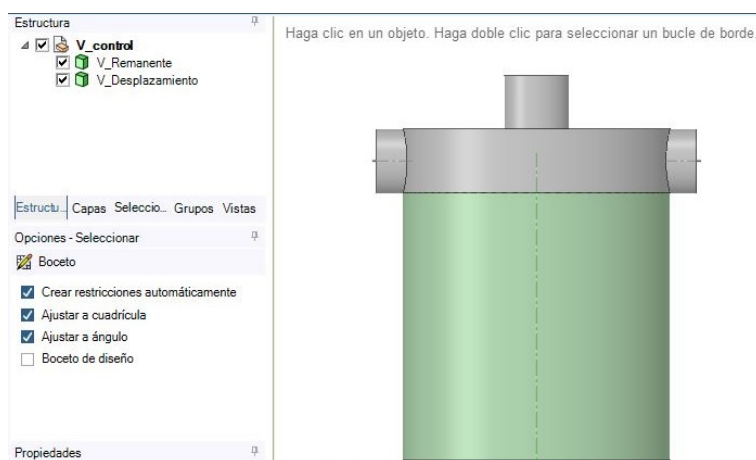 Estructura
V_control
V_Remanente
V_Desplazamiento
Estructu... Capas Seleccio... Grupos Vistas
Opciones - Seleccionar
Boceto
Crear restricciones automáticamente
Ajustar a cuadrícula
Ajustar a ángulo
Boceto de diseño
Propiedades
Haga clic en un objeto. Haga doble clic para seleccionar un bucle de borde.